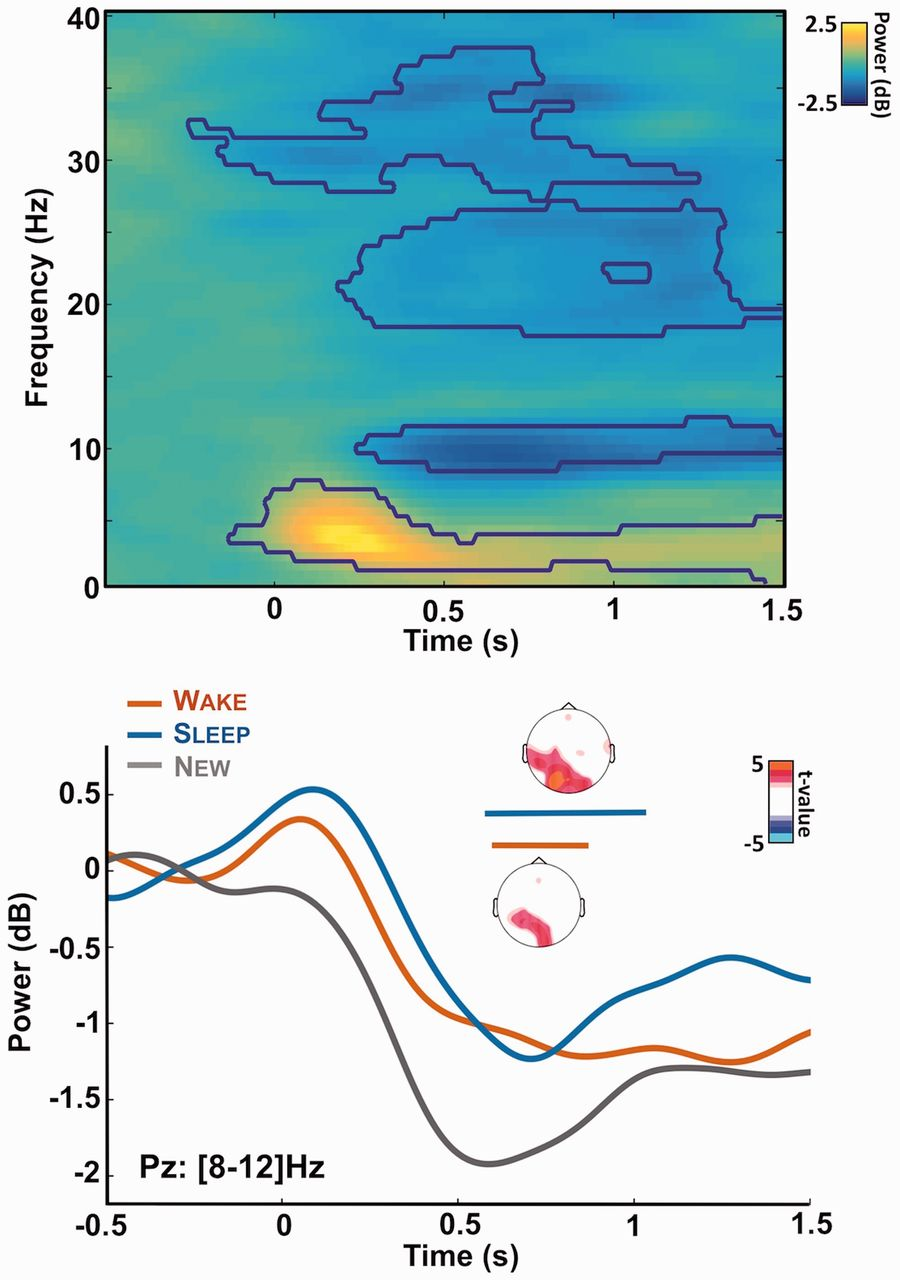 40
30
20
10
0
Frequency (Hz)
0 0.5 1 1.5
Time (s)
2.5
-2.5
Power (dB)
WAKE
SLEEP
NEW
5
-5
t-value
0.5
0
-0.5
-1
-1.5
-2
Power (dB)
Pz: [8-12]Hz
-0.5 0 0.5 1 1.5
Time (s)